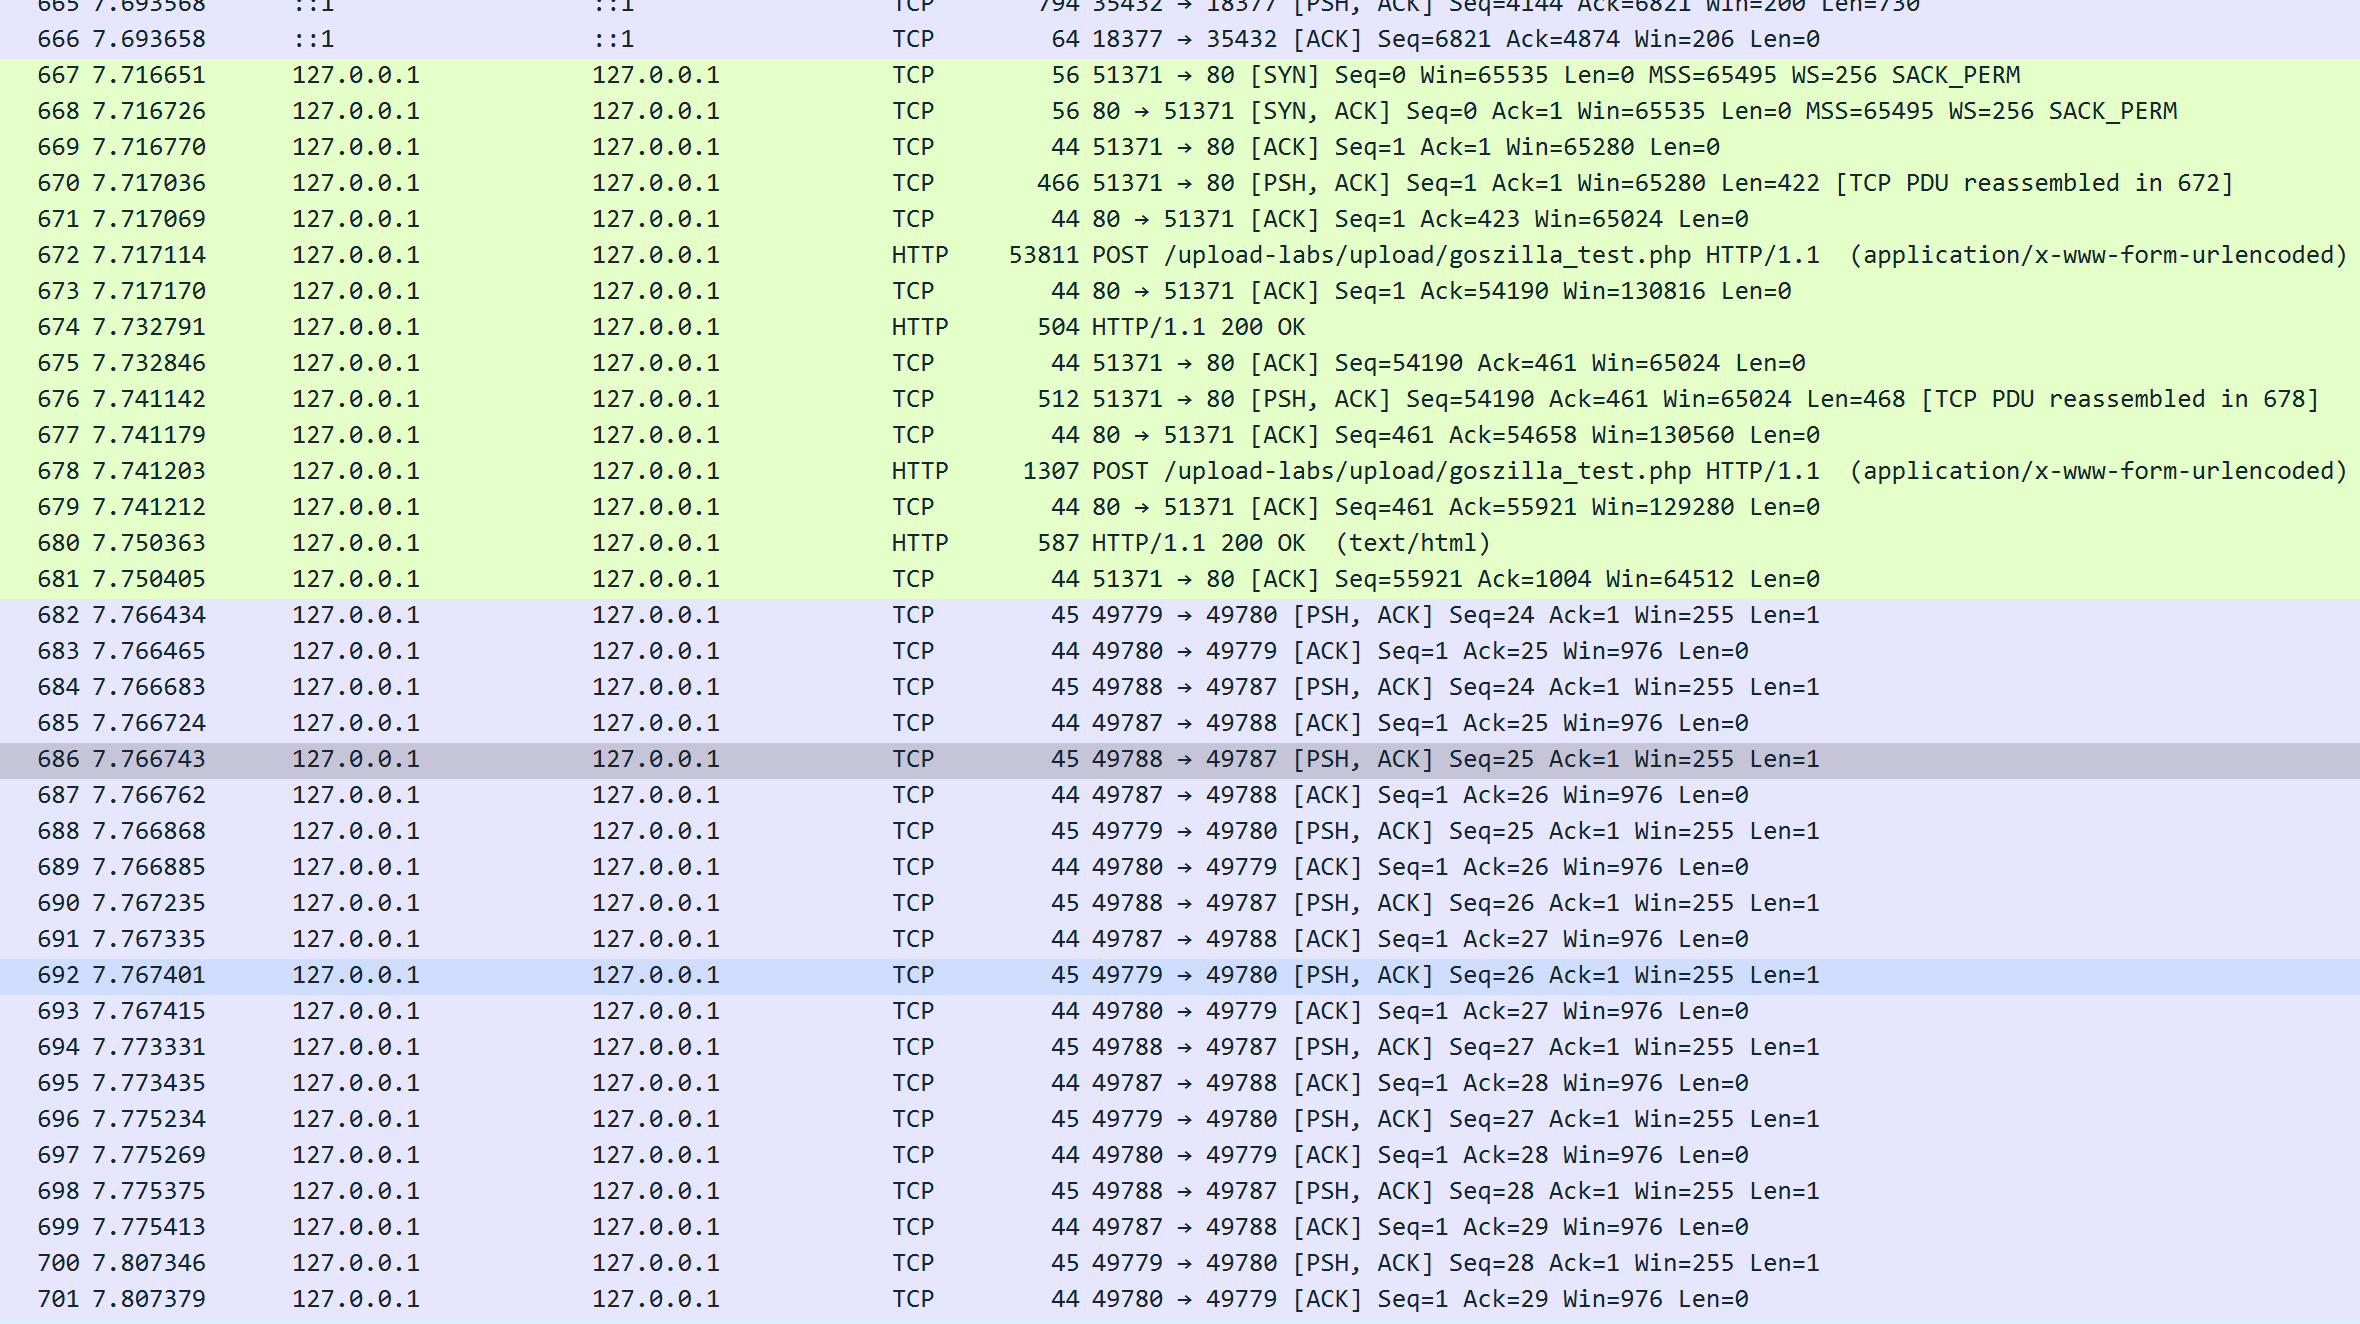 665 7.693568 ::1 ::1 TCP 794 35432 → 18377 [PSH, ACK] Seq=4144 Ack=6821 Win=200 Len=730
666 7.693658 ::1 ::1 TCP 64 18377 → 35432 [ACK] Seq=6821 Ack=4874 Win=206 Len=0
667 7.716651 127.0.0.1 127.0.0.1 TCP 56 51371 → 80 [SYN] Seq=0 Win=65535 Len=0 MSS=65495 WS=256 SACK_PERM
668 7.716726 127.0.0.1 127.0.0.1 TCP 56 80 → 51371 [SYN, ACK] Seq=0 Ack=1 Win=65535 Len=0 MSS=65495 WS=256 SACK_PERM
669 7.716770 127.0.0.1 127.0.0.1 TCP 44 51371 → 80 [ACK] Seq=1 Ack=1 Win=65280 Len=0
670 7.717036 127.0.0.1 127.0.0.1 TCP 466 51371 → 80 [PSH, ACK] Seq=1 Ack=1 Win=65280 Len=422 [TCP PDU reassembled in 672]
671 7.717069 127.0.0.1 127.0.0.1 TCP 44 80 → 51371 [ACK] Seq=1 Ack=423 Win=65024 Len=0
672 7.717114 127.0.0.1 127.0.0.1 HTTP 53811 POST /upload-labs/upload/goszilla_test.php HTTP/1.1  (application/x-www-form-urlencoded)
673 7.717170 127.0.0.1 127.0.0.1 TCP 44 80 → 51371 [ACK] Seq=1 Ack=54190 Win=130816 Len=0
674 7.732791 127.0.0.1 127.0.0.1 HTTP 504 HTTP/1.1 200 OK
675 7.732846 127.0.0.1 127.0.0.1 TCP 44 51371 → 80 [ACK] Seq=54190 Ack=461 Win=65024 Len=0
676 7.741142 127.0.0.1 127.0.0.1 TCP 512 51371 → 80 [PSH, ACK] Seq=54190 Ack=461 Win=65024 Len=468 [TCP PDU reassembled in 678]
677 7.741179 127.0.0.1 127.0.0.1 TCP 44 80 → 51371 [ACK] Seq=461 Ack=54658 Win=130560 Len=0
678 7.741203 127.0.0.1 127.0.0.1 HTTP 1307 POST /upload-labs/upload/goszilla_test.php HTTP/1.1  (application/x-www-form-urlencoded)
679 7.741212 127.0.0.1 127.0.0.1 TCP 44 80 → 51371 [ACK] Seq=461 Ack=55921 Win=129280 Len=0
680 7.750363 127.0.0.1 127.0.0.1 HTTP 587 HTTP/1.1 200 OK  (text/html)
681 7.750405 127.0.0.1 127.0.0.1 TCP 44 51371 → 80 [ACK] Seq=55921 Ack=1004 Win=64512 Len=0
682 7.766434 127.0.0.1 127.0.0.1 TCP 45 49779 → 49780 [PSH, ACK] Seq=24 Ack=1 Win=255 Len=1
683 7.766465 127.0.0.1 127.0.0.1 TCP 44 49780 → 49779 [ACK] Seq=1 Ack=25 Win=976 Len=0
684 7.766683 127.0.0.1 127.0.0.1 TCP 45 49788 → 49787 [PSH, ACK] Seq=24 Ack=1 Win=255 Len=1
685 7.766724 127.0.0.1 127.0.0.1 TCP 44 49787 → 49788 [ACK] Seq=1 Ack=25 Win=976 Len=0
686 7.766743 127.0.0.1 127.0.0.1 TCP 45 49788 → 49787 [PSH, ACK] Seq=25 Ack=1 Win=255 Len=1
687 7.766762 127.0.0.1 127.0.0.1 TCP 44 49787 → 49788 [ACK] Seq=1 Ack=26 Win=976 Len=0
688 7.766868 127.0.0.1 127.0.0.1 TCP 45 49779 → 49780 [PSH, ACK] Seq=25 Ack=1 Win=255 Len=1
689 7.766885 127.0.0.1 127.0.0.1 TCP 44 49780 → 49779 [ACK] Seq=1 Ack=26 Win=976 Len=0
690 7.767235 127.0.0.1 127.0.0.1 TCP 45 49788 → 49787 [PSH, ACK] Seq=26 Ack=1 Win=255 Len=1
691 7.767335 127.0.0.1 127.0.0.1 TCP 44 49787 → 49788 [ACK] Seq=1 Ack=27 Win=976 Len=0
692 7.767401 127.0.0.1 127.0.0.1 TCP 45 49779 → 49780 [PSH, ACK] Seq=26 Ack=1 Win=255 Len=1
693 7.767415 127.0.0.1 127.0.0.1 TCP 44 49780 → 49779 [ACK] Seq=1 Ack=27 Win=976 Len=0
694 7.773331 127.0.0.1 127.0.0.1 TCP 45 49788 → 49787 [PSH, ACK] Seq=27 Ack=1 Win=255 Len=1
695 7.773435 127.0.0.1 127.0.0.1 TCP 44 49787 → 49788 [ACK] Seq=1 Ack=28 Win=976 Len=0
696 7.775234 127.0.0.1 127.0.0.1 TCP 45 49779 → 49780 [PSH, ACK] Seq=27 Ack=1 Win=255 Len=1
697 7.775269 127.0.0.1 127.0.0.1 TCP 44 49780 → 49779 [ACK] Seq=1 Ack=28 Win=976 Len=0
698 7.775375 127.0.0.1 127.0.0.1 TCP 45 49788 → 49787 [PSH, ACK] Seq=28 Ack=1 Win=255 Len=1
699 7.775413 127.0.0.1 127.0.0.1 TCP 44 49787 → 49788 [ACK] Seq=1 Ack=29 Win=976 Len=0
700 7.807346 127.0.0.1 127.0.0.1 TCP 45 49779 → 49780 [PSH, ACK] Seq=28 Ack=1 Win=255 Len=1
701 7.807379 127.0.0.1 127.0.0.1 TCP 44 49780 → 49779 [ACK] Seq=1 Ack=29 Win=976 Len=0